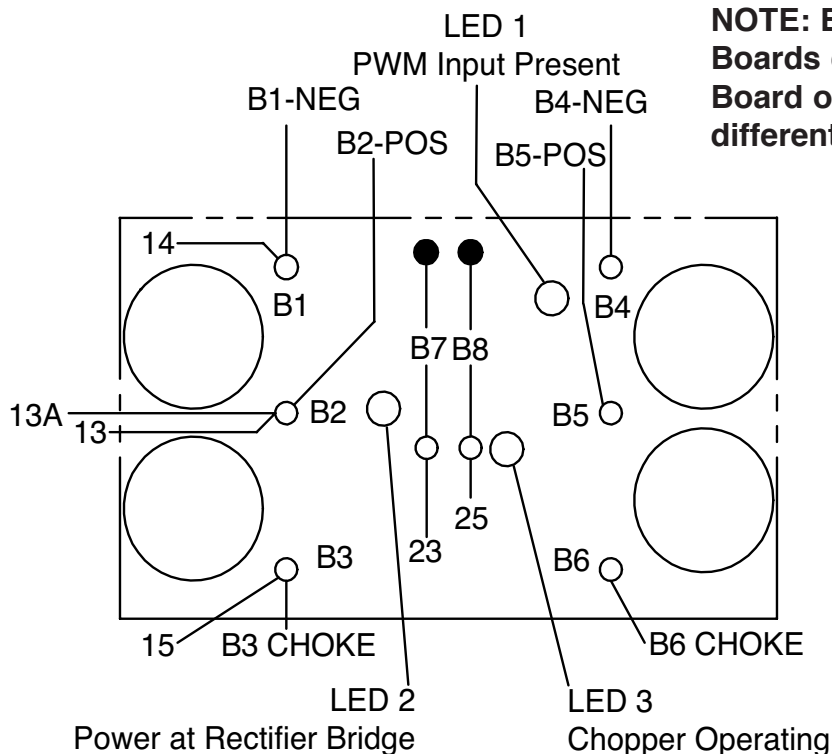 LED 1
PWM Input Present
NOTE:
Boards
Board
different
B1-NEG
B4-NEG
B2-POS
B5-POS
14
B1
B4
B7
B8
13A
13
B2
B5
B3
23
25
B6
15
B3 CHOKE
B6 CHOKE
LED 2
Power at Rectifier Bridge
LED 3
Chopper Operating